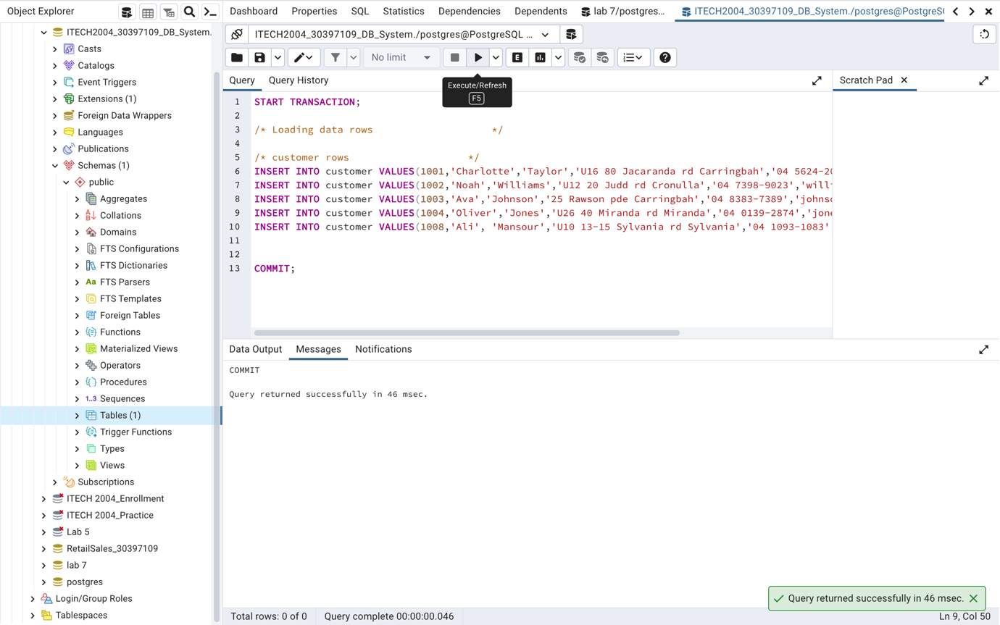 Object Explorer
Dashboard
Properties
SQL
Statistics
Dependencies
Dependents
lab 7/postgres...
ITECH2004_30397109_DB_System./postgres@PostgreS
ITECH2004_30397109_DB_System.
Casts
Catalogs
Event Triggers
Extensions (1)
Foreign Data Wrappers
Languages
Publications
Schemas (1)
public
Aggregates
Collations
Domains
FTS Configurations
FTS Dictionaries
Aa FTS Parsers
FTS Templates
Foreign Tables
Functions
Materialized Views
Operators
Procedures
1..3 Sequences
Tables (1)
Trigger Functions
Types
Views
Subscriptions
ITECH 2004_Enrollment
ITECH 2004_Practice
Lab 5
RetailSales_30397109
lab 7
postgres
Login/Group Roles
Tablespaces
ITECH2004_30397109_DB_System./postgres@PostgreSQL ...
No limit
E
Query
Query History
Execute/Refresh
F5
Scratch Pad
1 START TRANSACTION;
2
3 /* Loading data rows */
4
5 /* customer rows */
6 INSERT INTO customer VALUES(1001,'Charlotte','Taylor','U16 80 Jacaranda rd Carringbah','04 5624-20
7 INSERT INTO customer VALUES(1002,'Noah','Williams','U12 20 Judd rd Cronulla','04 7398-9023','will
8 INSERT INTO customer VALUES(1003,'Ava','Johnson','25 Rawson pde Carringbah','04 8383-7389','johnso
9 INSERT INTO customer VALUES(1004,'Oliver','Jones','U26 40 Miranda rd Miranda','04 0139-2874','jone
10 INSERT INTO customer VALUES(1008,'Ali', 'Mansour','U10 13-15 Sylvania rd Sylvania','04 1093-1083'
11
12
13 COMMIT;
Data Output
Messages
Notifications
COMMIT
Query returned successfully in 46 msec.
Query returned successfully in 46 msec.
Total rows: 0 of 0
Query complete 00:00:00.046
Ln 9, Col 50